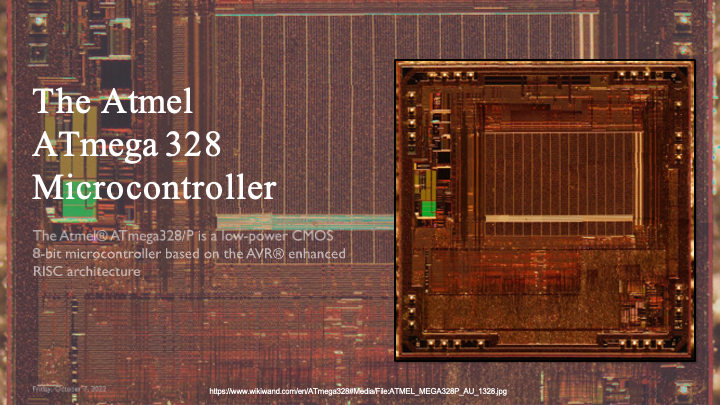 The Atmel
ATmega 328
Microcontroller
The Atmel® ATmega328/P is a low-power CMOS
8-bit microcontroller based on the AVR® enhanced
RISC architecture
Friday, October 7, 2022
https://www.wikiwand.com/en/ATmega328#Media/File:ATMEL_MEGA328P_AU_1328.jpg